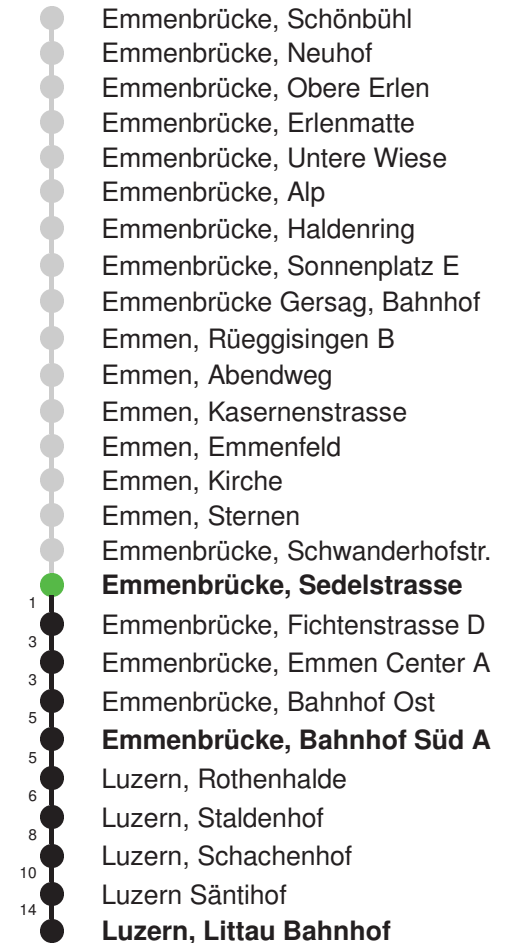 Emmenbrücke, Schönbühl
Emmenbrücke, Neuhof
Emmenbrücke, Obere Erlen
Emmenbrücke, Erlenmatte
Emmenbrücke, Untere Wiese
Emmenbrücke, Alp
Emmenbrücke, Haldenring
Emmenbrücke, Sonnenplatz E
Emmenbrücke Gersag, Bahnhof
Emmen, Rüeggisingen B
Emmen, Abendweg
Emmen, Kasernenstrasse
Emmen, Emmenfeld
Emmen, Kirche
Emmen, Sternen
Emmenbrücke, Schwanderhofstr.
Emmenbrücke, Sedelstrasse
1
Emmenbrücke, Fichtenstrasse D
3
Emmenbrücke, Emmen Center A
3
Emmenbrücke, Bahnhof Ost
5
Emmenbrücke, Bahnhof Süd A
5
Luzern, Rothenhalde
6
Luzern, Staldenhof
8
Luzern, Schachenhof
10
Luzern Säntihof
14
Luzern, Littau Bahnhof